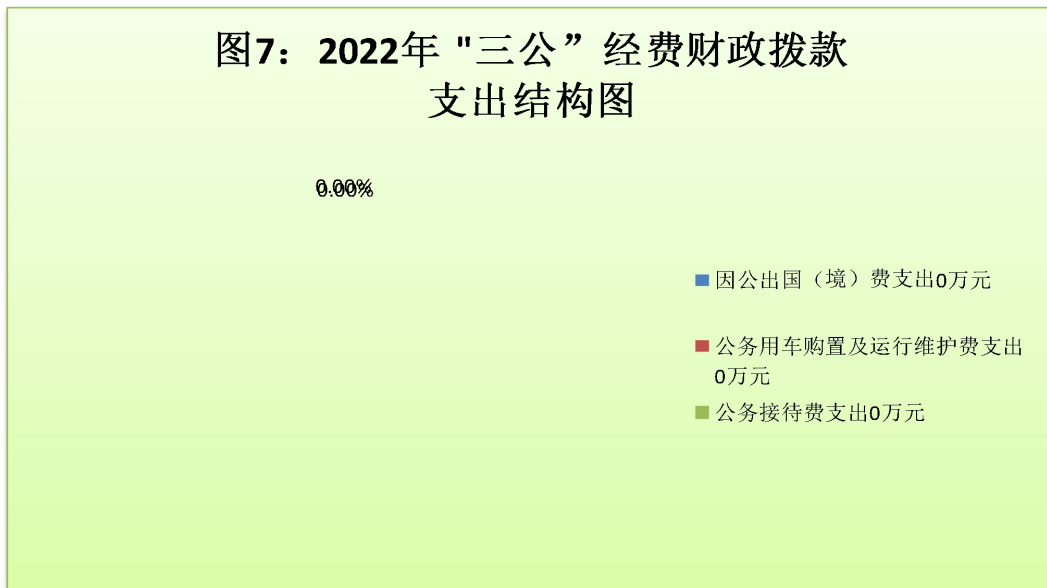 图7：2022年 "三公”经费财政拨款
支出结构图
0.00%
0.00%
因公出国（境）费支出0万元
公务用车购置及运行维护费支出
0万元
公务接待费支出0万元